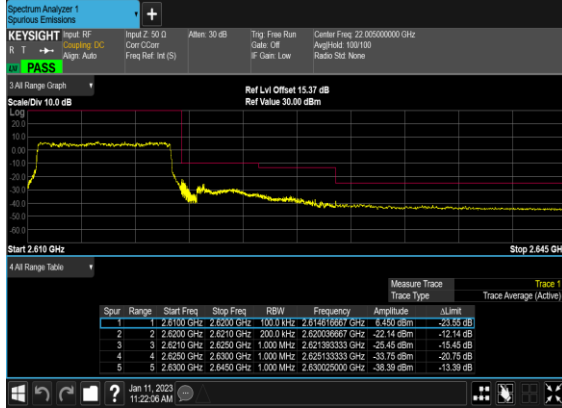 Spectrum Analyzer 1
Spurious Emissions
+
KEYSIGHT Input: RF
R T Coupling: DC
Align: Auto
Input Z: 50 Ω
Corr CCorr
Freq Ref: Int (S)
Atten: 30 dB
Trig: Free Run
Gate: Off
IF Gain: Low
Center Freq: 22.005000000 GHz
Avg|Hold: 100/100
Radio Std: None
PASS
3 All Range Graph
Scale/Div 10.0 dB
Ref Lvl Offset 15.37 dB
Ref Value 30.00 dBm
Log
20.0
10.0
0.00
-10.0
-20.0
-30.0
-40.0
-50.0
-60.0
Start 2.610 GHz
Stop 2.645 GH
4 All Range Table
Measure Trace Trace 1
Trace Type Trace Average (Active)
Spur Range Start Freq Stop Freq RBW Frequency Amplitude ΔLimit
1 1 2.6100 GHz 2.6200 GHz 100.0 kHz 2.614616667 GHz 6.450 dBm -23.55 dB
2 2 2.6200 GHz 2.6210 GHz 200.0 kHz 2.620036667 GHz -22.14 dBm -12.14 dB
3 3 2.6210 GHz 2.6250 GHz 1.000 MHz 2.621393333 GHz -25.45 dBm -15.45 dB
4 4 2.6250 GHz 2.6300 GHz 1.000 MHz 2.625133333 GHz -33.75 dBm -20.75 dB
5 5 2.6300 GHz 2.6450 GHz 1.000 MHz 2.630025000 GHz -38.39 dBm -13.39 dB
?
Jan 11, 2023
11:22:06 AM